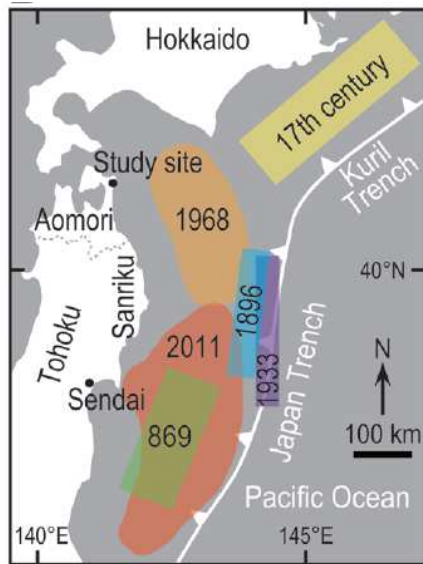 Hokkaido
17th century
Study site
Kuril
Trench
Aomori
1968
40°N
Sanriku
1896
Tohoku
2011
1933
Japan Trench
N
Sendai
869
100 km
Pacific Ocean
140°E
145°E